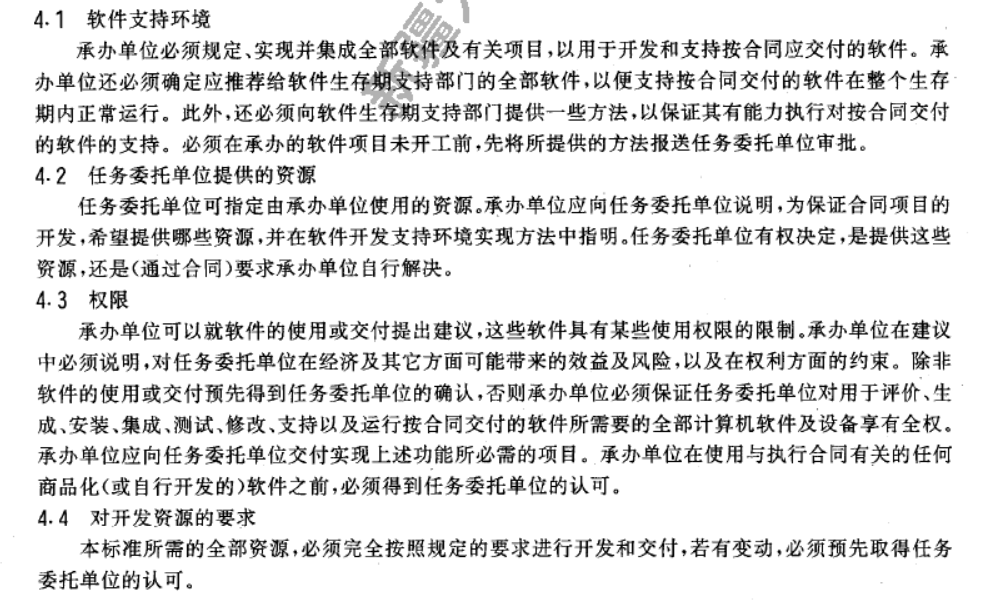 4.1 软件支持环境
承办单位必须规定、实现并集成全部软件及有关项目,以用于开发和支持按合同应交付的软件。承
办单位还必须确定应推荐给软件生存期支持部门的全部软件,以便支持按合同交付的软件在整个生存
期内正常运行。此外,还必须向软件生存期支持部门提供一些方法,以保证其有能力执行对按合同交付
的软件的支持。必须在承办的软件项目未开工前,先将所提供的方法报送任务委托单位审批。
4.2 任务委托单位提供的资源
任务委托单位可指定由承办单位使用的资源。承办单位应向任务委托单位说明,为保证合同项目的
开发,希望提供哪些资源,并在软件开发支持环境实现方法中指明。任务委托单位有权决定,是提供这些
资源,还是(通过合同)要求承办单位自行解决。
4.3 权限
承办单位可以就软件的使用或交付提出建议,这些软件具有某些使用权限的限制。承办单位在建议
中必须说明,对任务委托单位在经济及其它方面可能带来的效益及风险,以及在权利方面的约束。除非
软件的使用或交付预先得到任务委托单位的确认,否则承办单位必须保证任务委托单位对用于评价、生
成、安装、集成、测试、修改、支持以及运行按合同交付的软件所需要的全部计算机软件及设备享有全权。
承办单位应向任务委托单位交付实现上述功能所必需的项目。承办单位在使用与执行合同有关的任何
商品化(或自行开发的)软件之前,必须得到任务委托单位的认可。
4.4 对开发资源的要求
本标准所需的全部资源,必须完全按照规定的要求进行开发和交付,若有变动,必须预先取得任务
委托单位的认可。
新疆